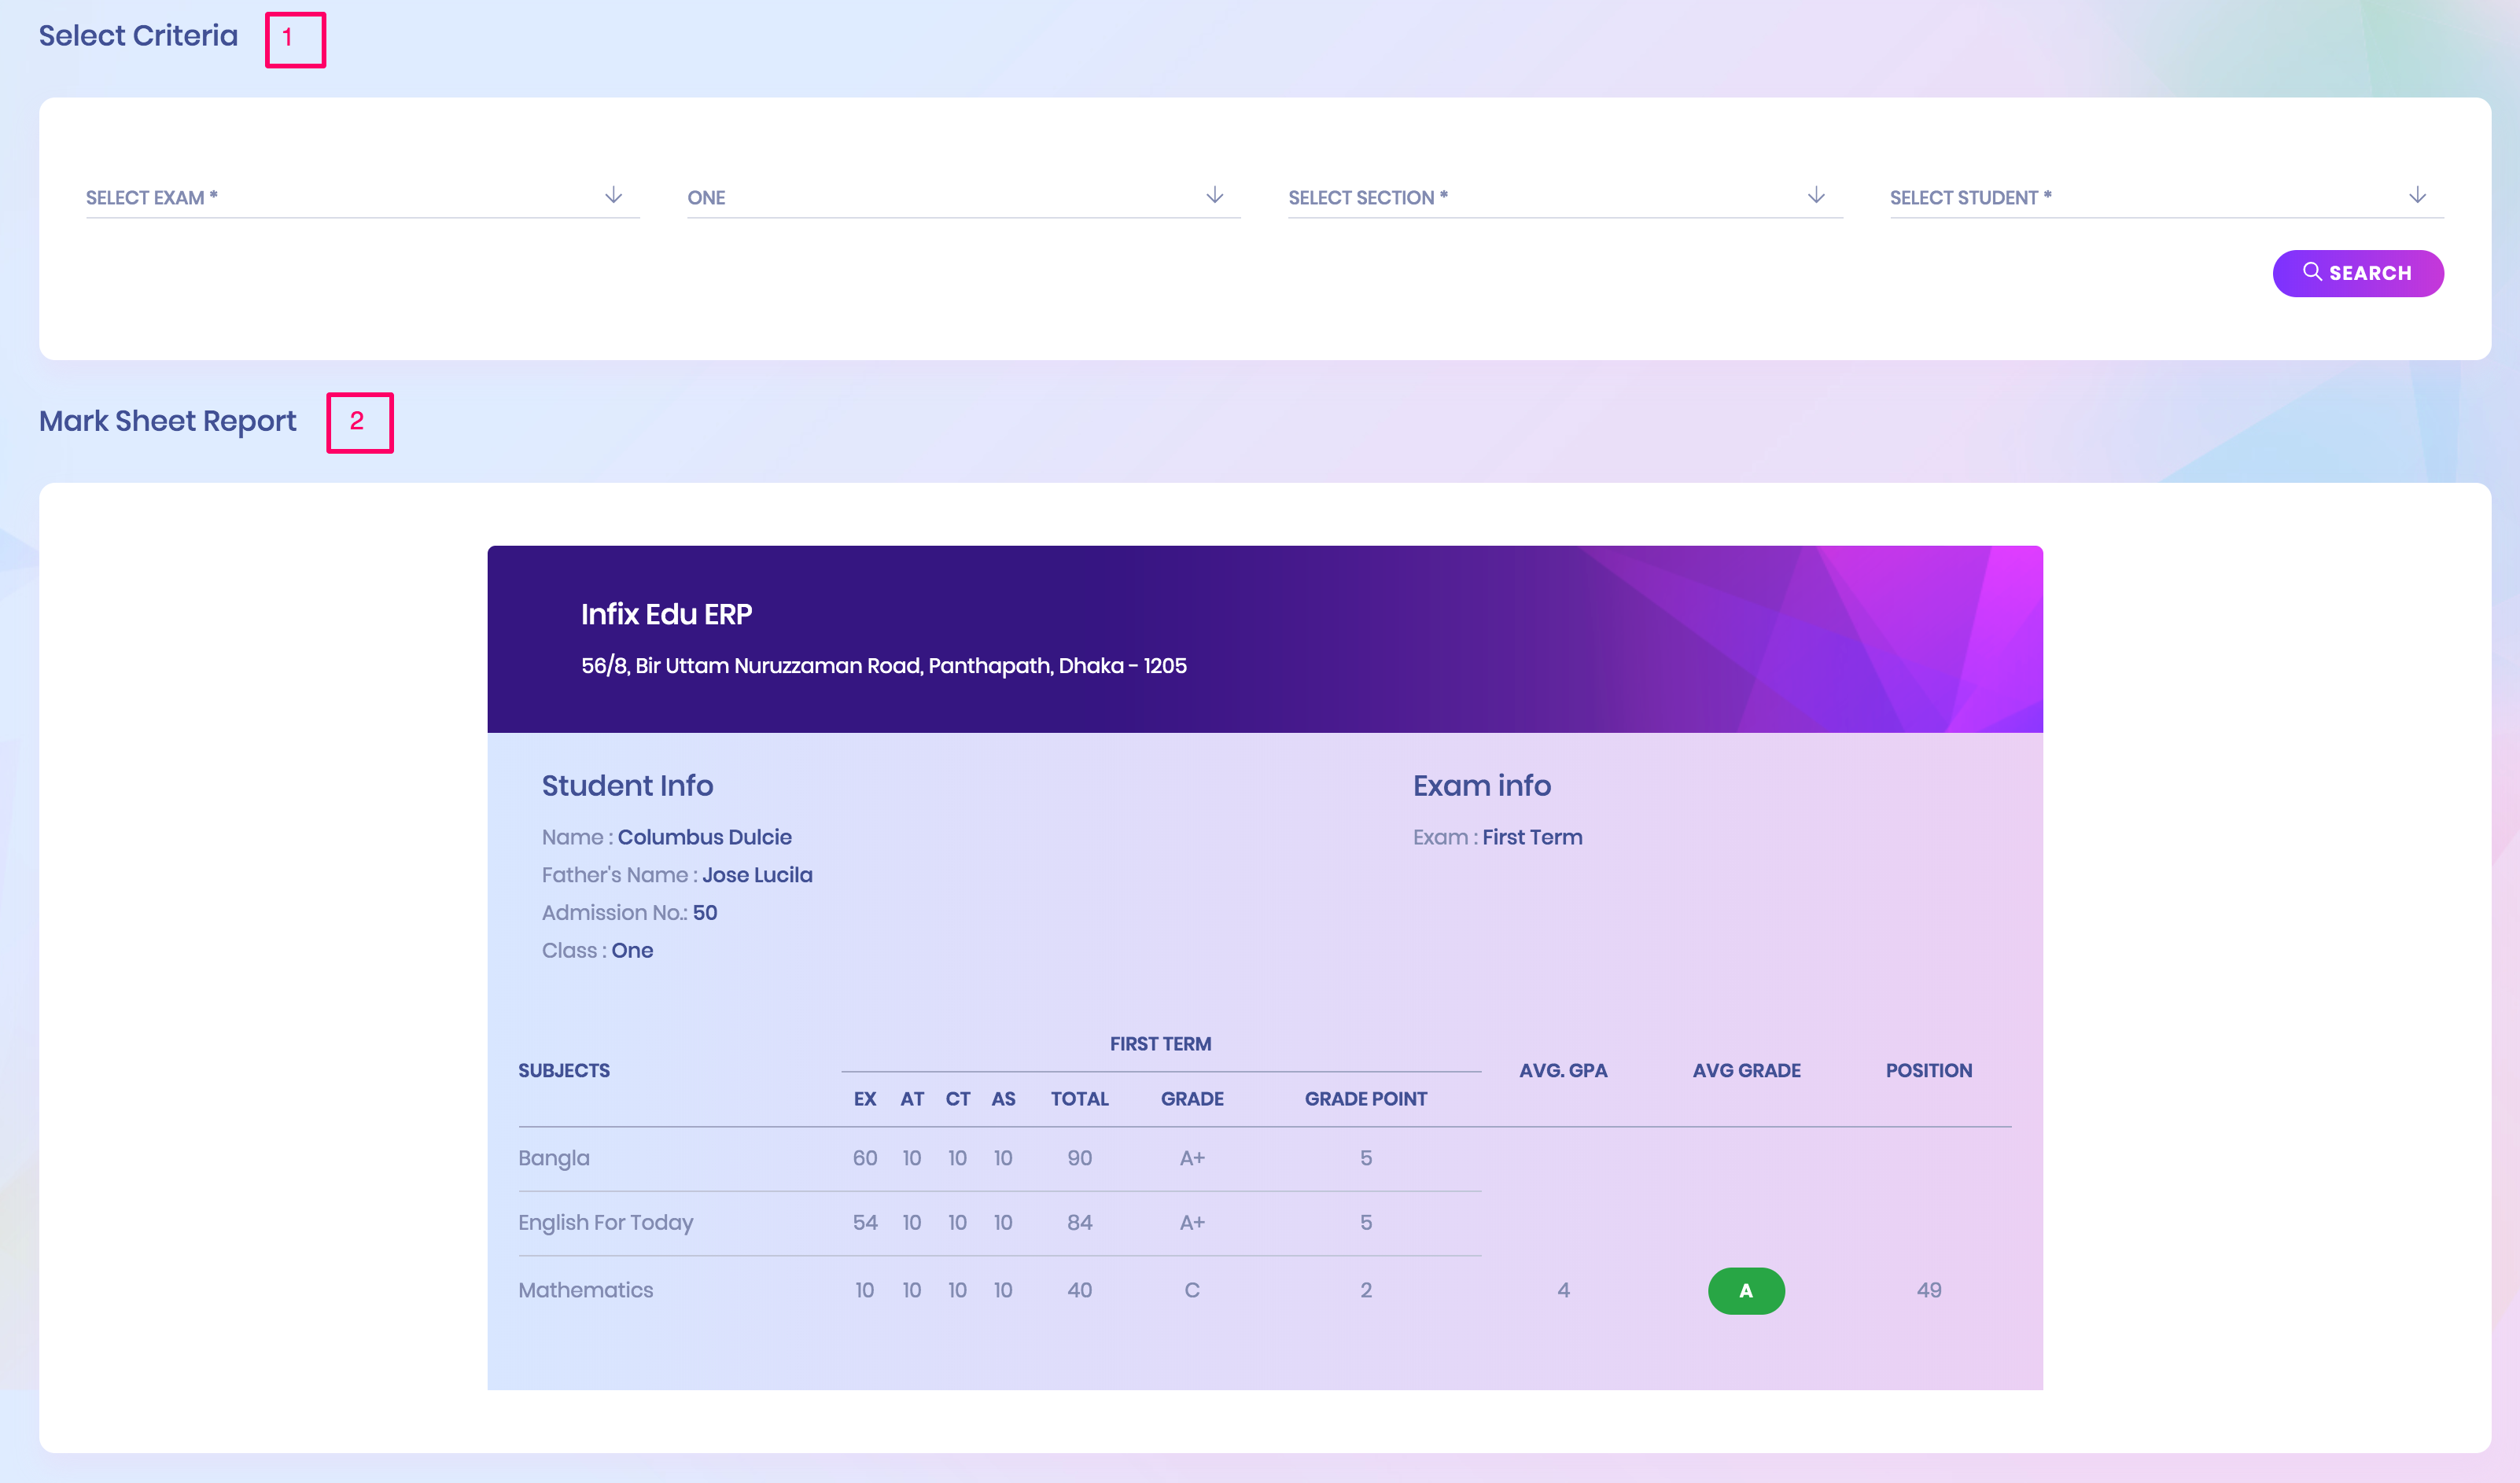 Select Criteria 1
SELECT EXAM * ONE SELECT SECTION * SELECT STUDENT *
SEARCH
Mark Sheet Report 2
Infix Edu ERP
56/8, Bir Uttam Nuruzzaman Road, Panthapath, Dhaka - 1205
Student Info
Name : Columbus Dulcie
Father's Name : Jose Lucila
Admission No.: 50
Class : One
Exam info
Exam : First Term
SUBJECTS FIRST TERM AVG. GPA AVG GRADE POSITION
EX AT CT AS TOTAL GRADE GRADE POINT
Bangla 60 10 10 10 90 A+ 5
English For Today 54 10 10 10 84 A+ 5
Mathematics 10 10 10 10 40 C 2 4 A 49